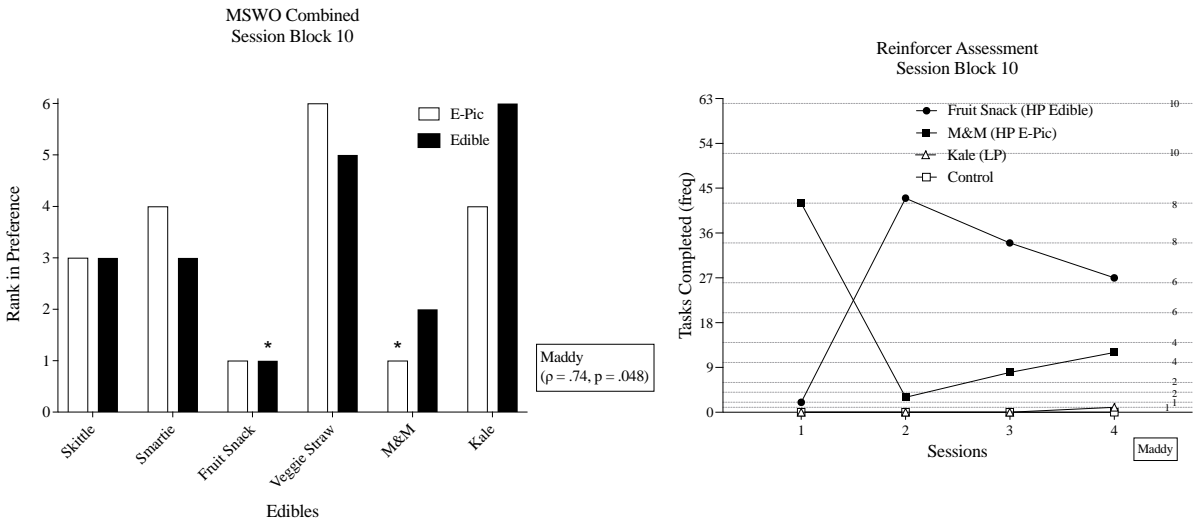 MSWO Combined
Session Block 10
6
5
4
3
2
1
0
Rank in Preference
E-Pic
Edible
*
*
Skittle
Smartie
Fruit Snack
Veggie Straw
M&M
Kale
Edibles
Maddy
(ρ = .74, p = .048)
Reinforcer Assessment
Session Block 10
63
54
45
36
27
18
9
0
Tasks Completed (freq)
Fruit Snack (HP Edible)
M&M (HP E-Pic)
Kale (LP)
Control
10
10
8
8
6
6
4
4
2
2
1
1
1 2 3 4
Sessions
Maddy